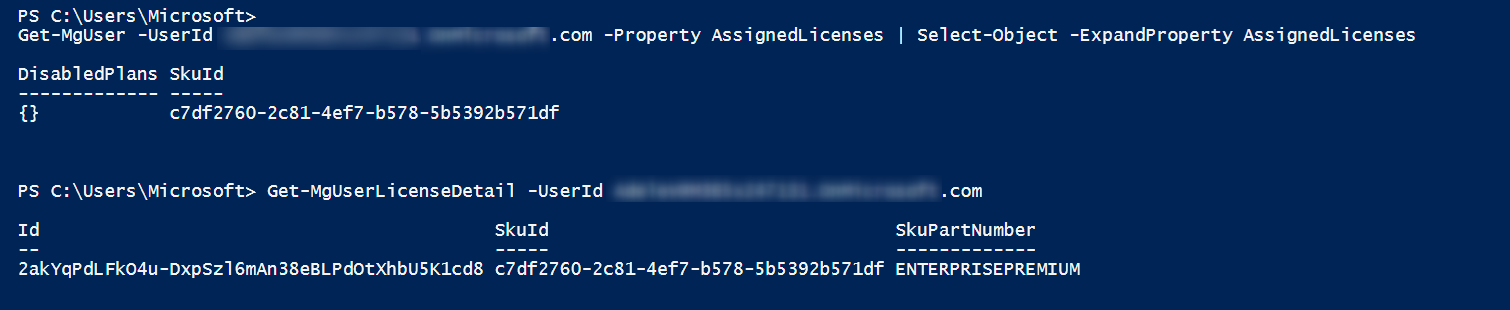 PS C:\Users\Microsoft>
Get-MgUser -UserId .com -Property AssignedLicenses | Select-Object -ExpandProperty AssignedLicenses
DisabledPlans SkuId
------------- -----
{} c7df2760-2c81-4ef7-b578-5b5392b571df
PS C:\Users\Microsoft> Get-MgUserLicenseDetail -UserId .com
Id SkuId SkuPartNumber
-- ----- -------------
2akYqPdLFkO4u-DxpSzl6mAn38eBLPdOtXhbU5K1cd8 c7df2760-2c81-4ef7-b578-5b5392b571df ENTERPRISEPREMIUM